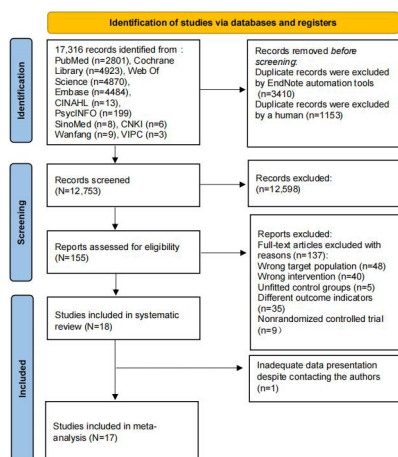 Identification of studies via databases and registers
Identification
17,316 records identified from :
PubMed (n=2801), Cochrane
Library (n=4923), Web Of
Science (n=4870),
Embase (n=4484),
CINAHL (n=13),
PsycINFO (n=199)
SinoMed (n=8), CNKI (n=6)
Wanfang (n=9), VIPC (n=3)
Records removed before
screening:
Duplicate records were excluded
by EndNote automation tools
(n=3410)
Duplicate records were excluded
by a human (n=1153)
Screening
Records screened
(N=12,753)
Records excluded:
(n=12,598)
Reports assessed for eligibility
(N=155)
Reports excluded:
Full-text articles excluded with
reasons (n=137):
Wrong target population (n=48)
Wrong intervention (n=40)
Unfitted control groups (n=5)
Different outcome indicators
(n=35)
Nonrandomized controlled trial
(n=9)
Included
Studies included in systematic
review (N=18)
Inadequate data presentation
despite contacting the authors
(n=1)
Studies included in meta-
analysis (N=17)